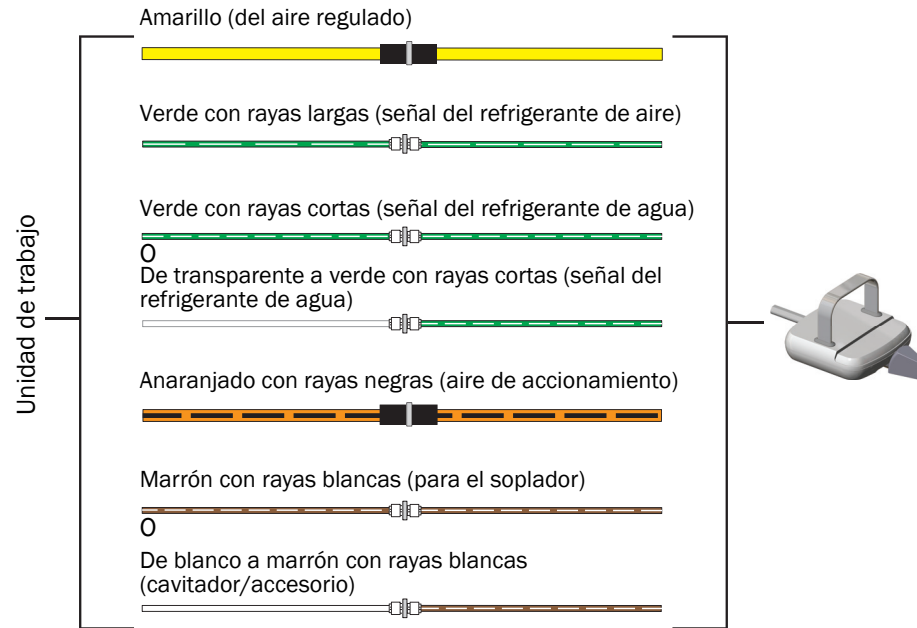 Amarillo (del aire regulado)
Verde con rayas largas (señal del refrigerante de aire)
Verde con rayas cortas (señal del refrigerante de agua)
O
De transparente a verde con rayas cortas (señal del
refrigerante de agua)
Unidad de trabajo
Anaranjado con rayas negras (aire de accionamiento)
Marrón con rayas blancas (para el soplador)
O
De blanco a marrón con rayas blancas
(cavitador/accesorio)